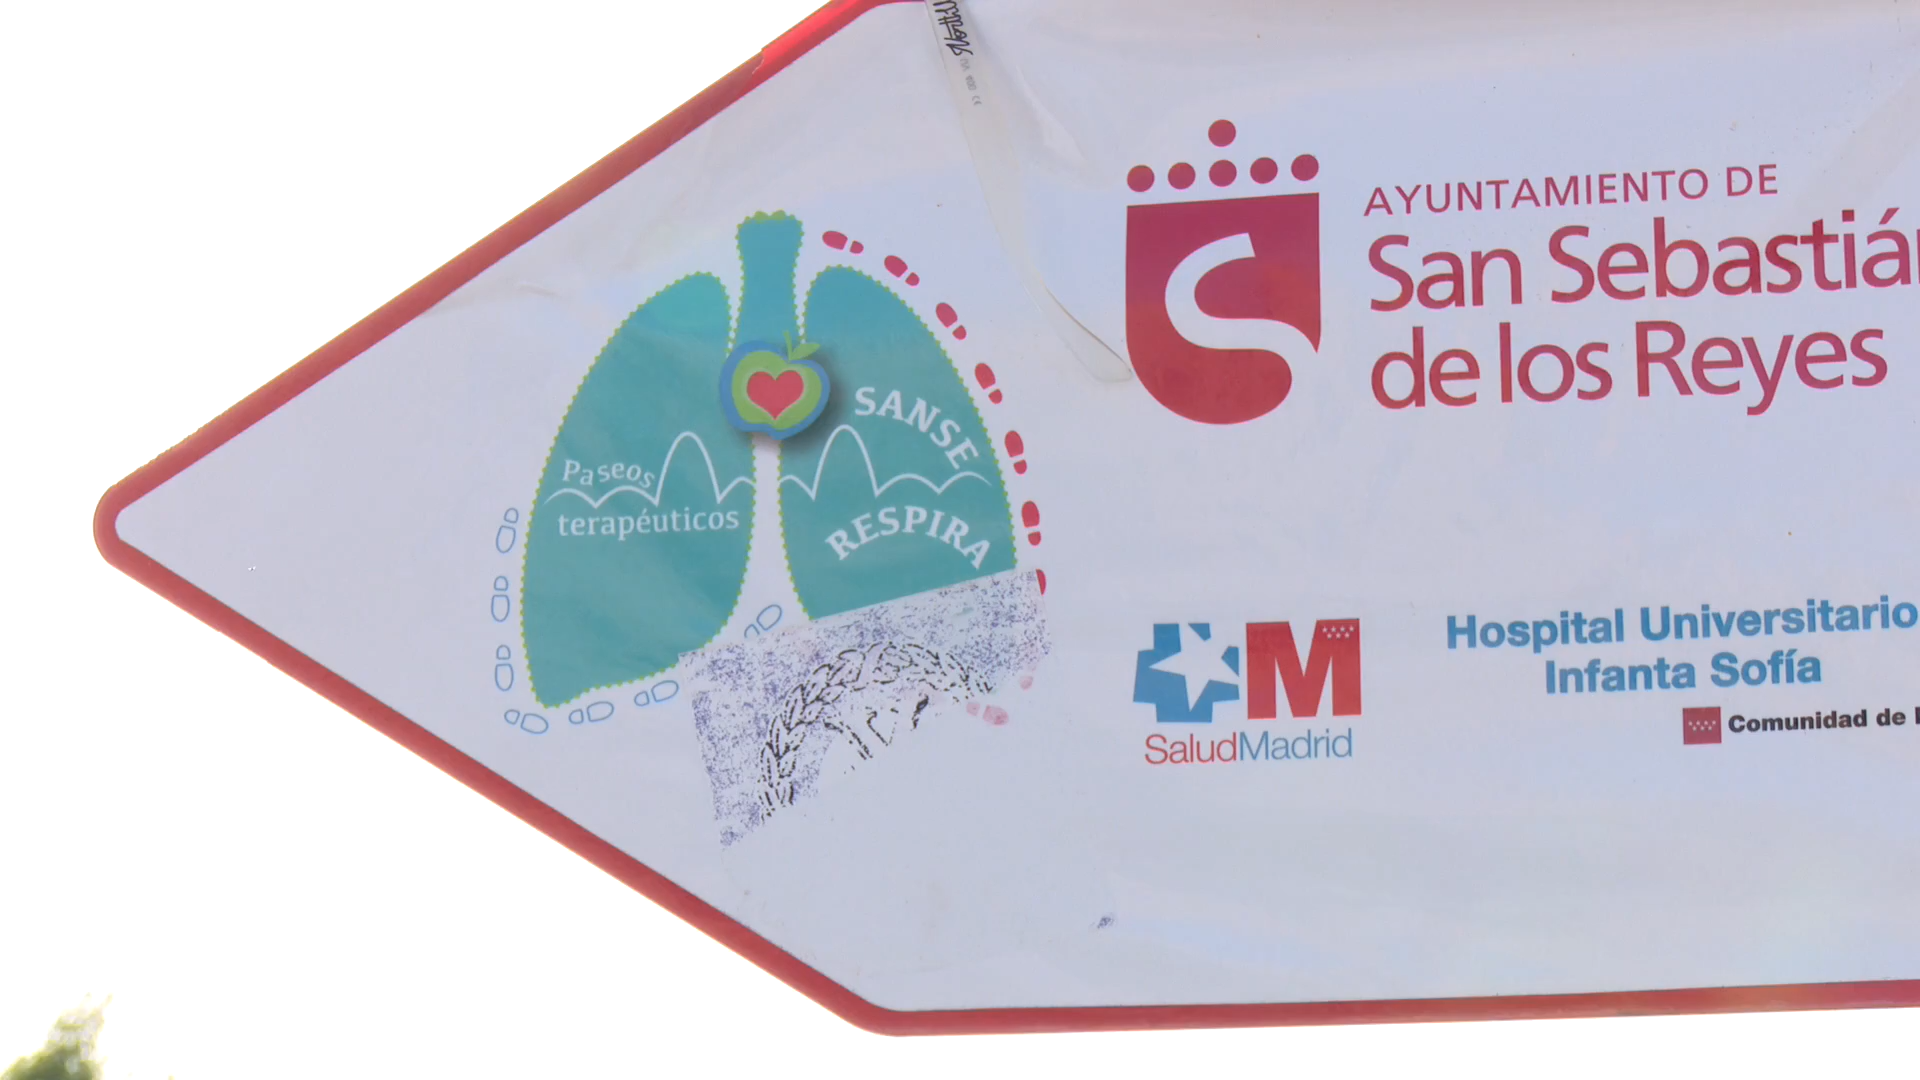 AYUNTAMIENTO DE
San Sebastián
de los Reyes
Paseos
terapéuticos
SANSE
RESPIRA
SaludMadrid
Hospital Universitario
Infanta Sofía
Comunidad de